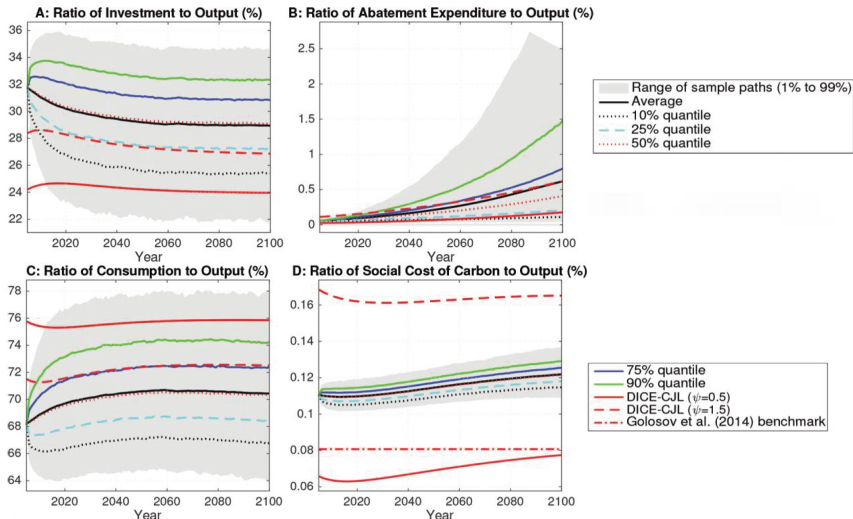 A: Ratio of Investment to Output (%)
36
34
32
30
28
26
24
22
2020
2040
2060
2080
2100
Year
B: Ratio of Abatement Expenditure to Output (%)
2.5
2
1.5
1
0.5
0
2020
2040
2060
2080
2100
Year
Range of sample paths (1% to 99%)
Average
10% quantile
25% quantile
50% quantile
C: Ratio of Consumption to Output (%)
78
76
74
72
70
68
66
64
2020
2040
2060
2080
2100
Year
D: Ratio of Social Cost of Carbon to Output (%)
0.16
0.14
0.12
0.1
0.08
0.06
2020
2040
2060
2080
2100
Year
75% quantile
90% quantile
DICE-CJL (ψ=0.5)
DICE-CJL (ψ=1.5)
Golosov et al. (2014) benchmark